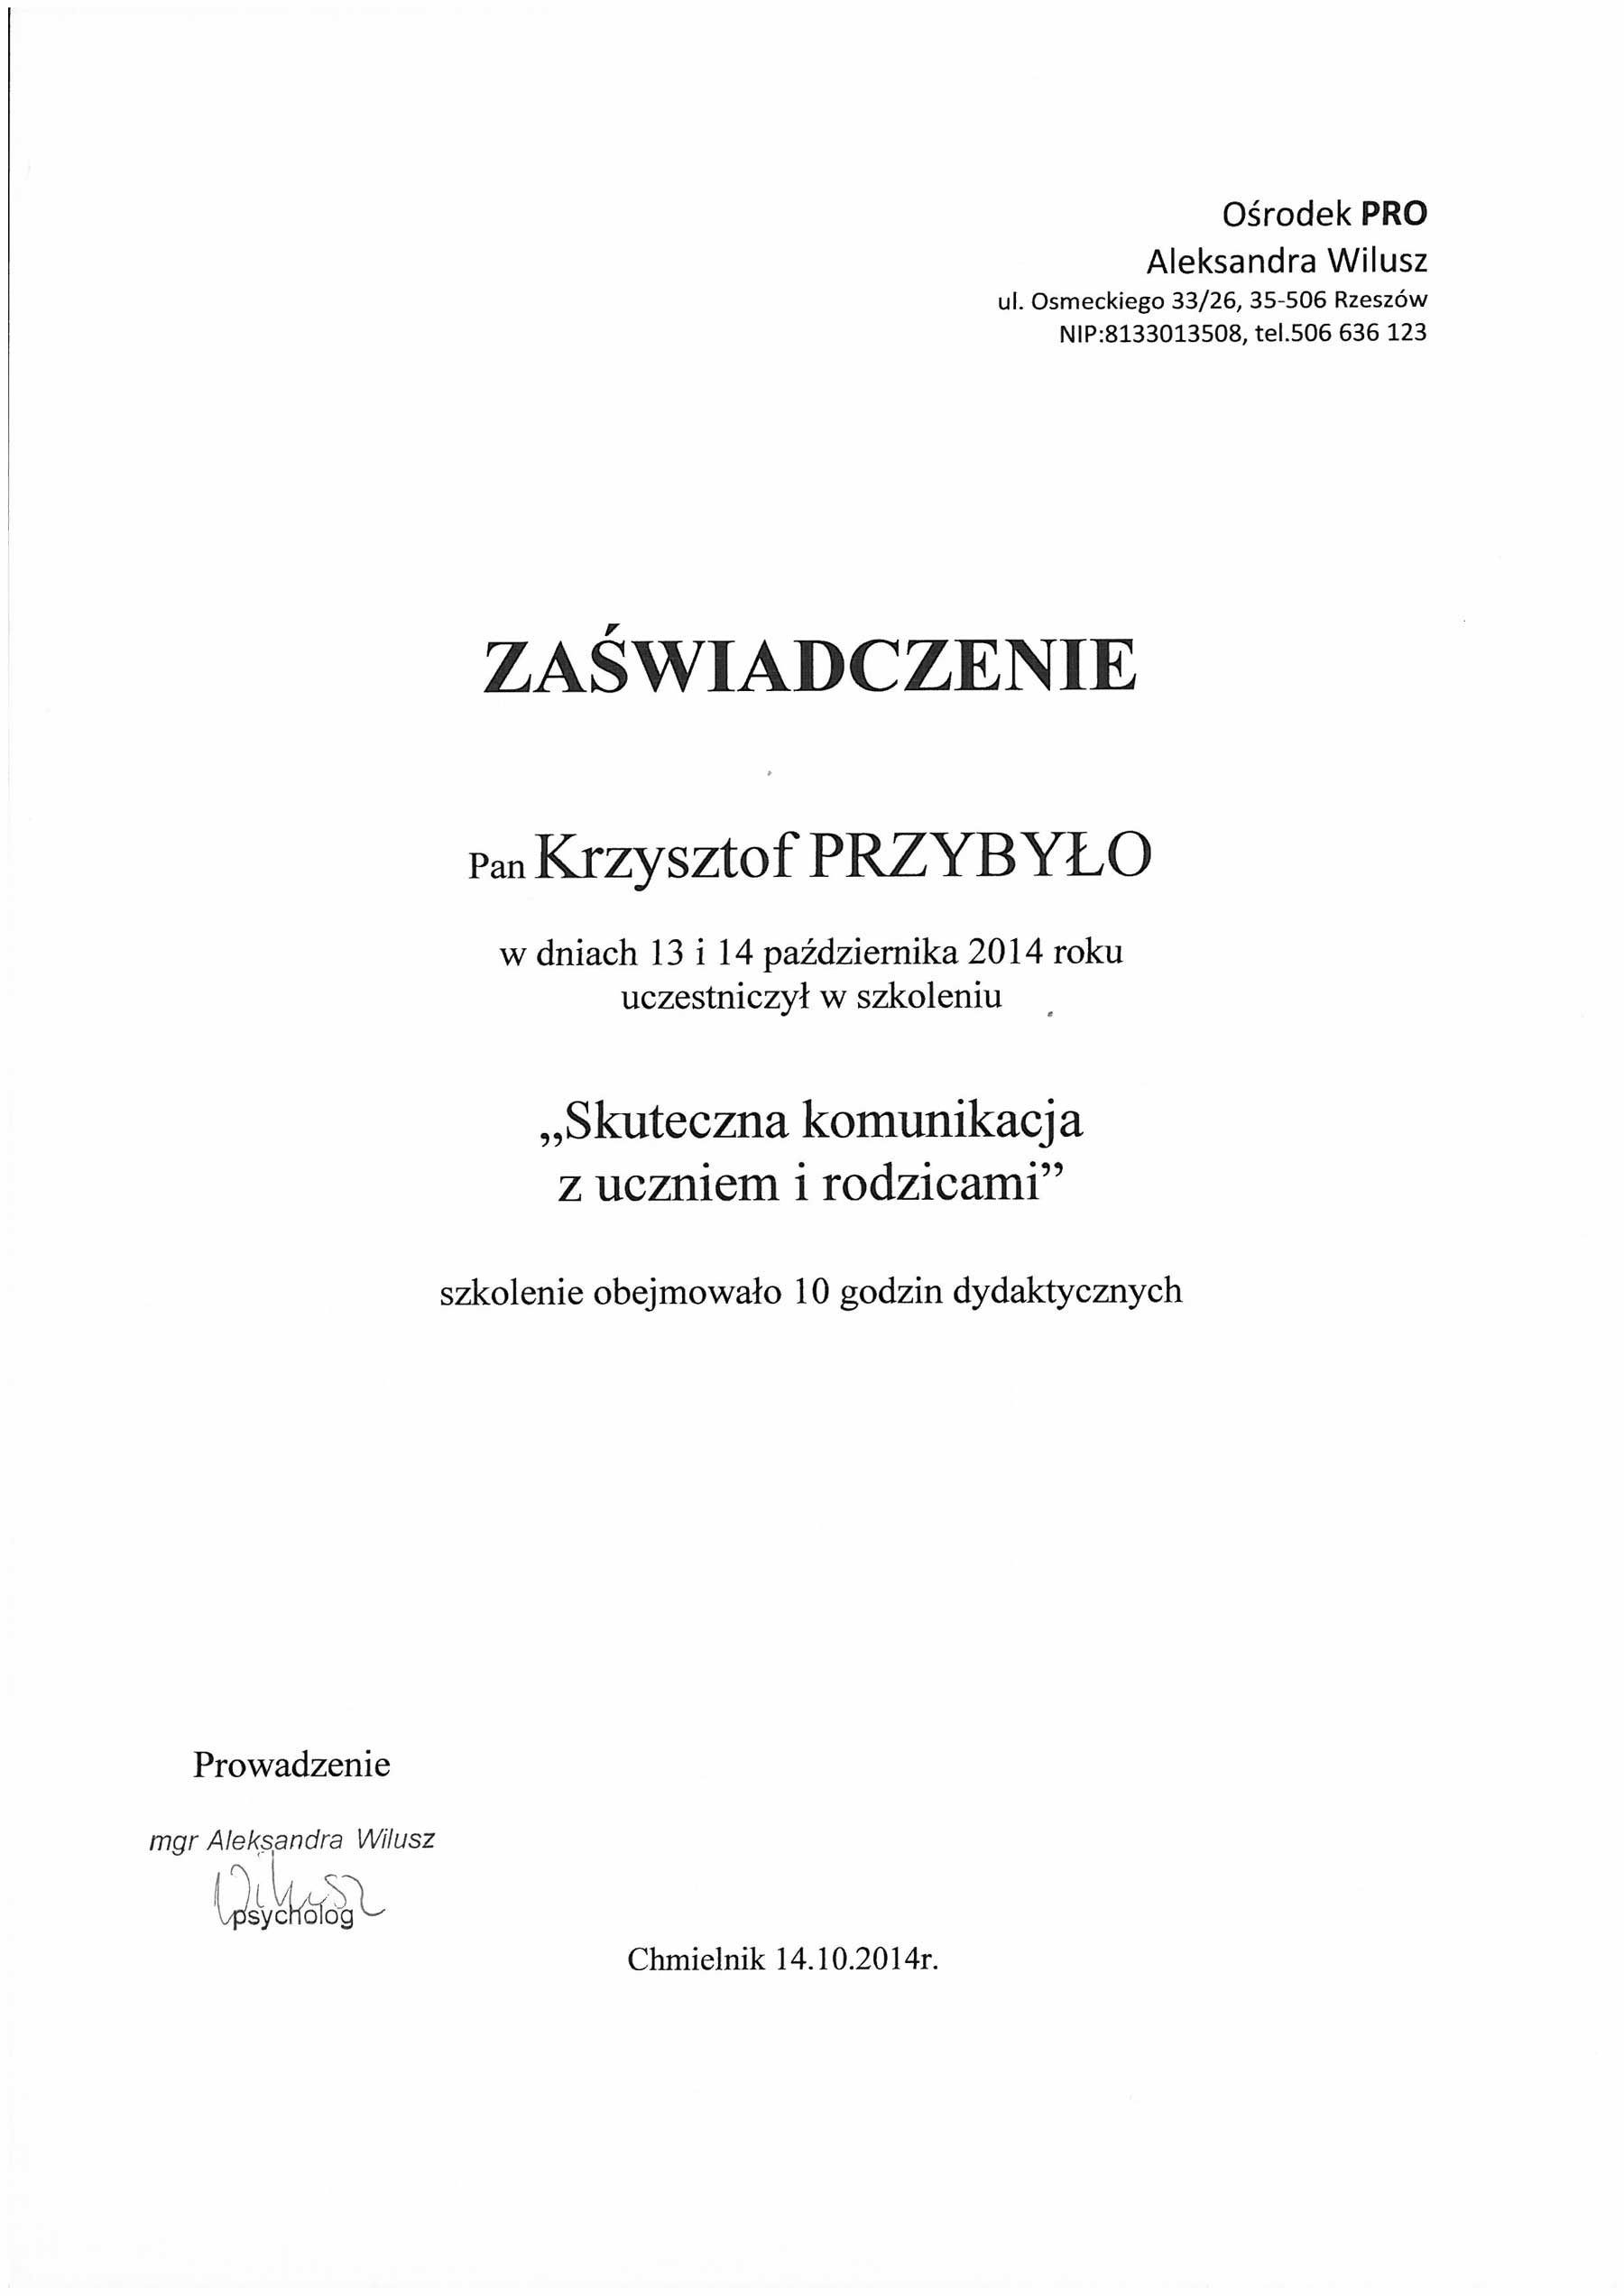 Ośrodek PRO
Aleksandra Wilusz
ul. Osmeckiego 33/26, 35-506 Rzeszów
NIP:8133013508, tel.506 636 123
ZAŚWIADCZENIE
Pan Krzysztof PRZYBYŁO
w dniach 13 i 14 października 2014 roku
uczestniczył w szkoleniu
„Skuteczna komunikacja
z uczniem i rodzicami”
szkolenie obejmowało 10 godzin dydaktycznych
Prowadzenie
mgr Aleksandra Wilusz
Wilusz
psycholog
Chmielnik 14.10.2014r.